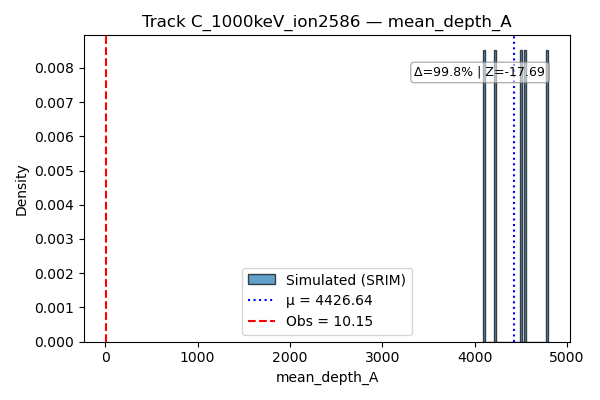 Track C_1000keV_ion2586 — mean_depth_A
Δ=99.8% | Z=-17.69
Density
0.008
0.007
0.006
0.005
0.004
0.003
0.002
0.001
0.000
Simulated (SRIM)
μ = 4426.64
Obs = 10.15
0 1000 2000 3000 4000 5000
mean_depth_A